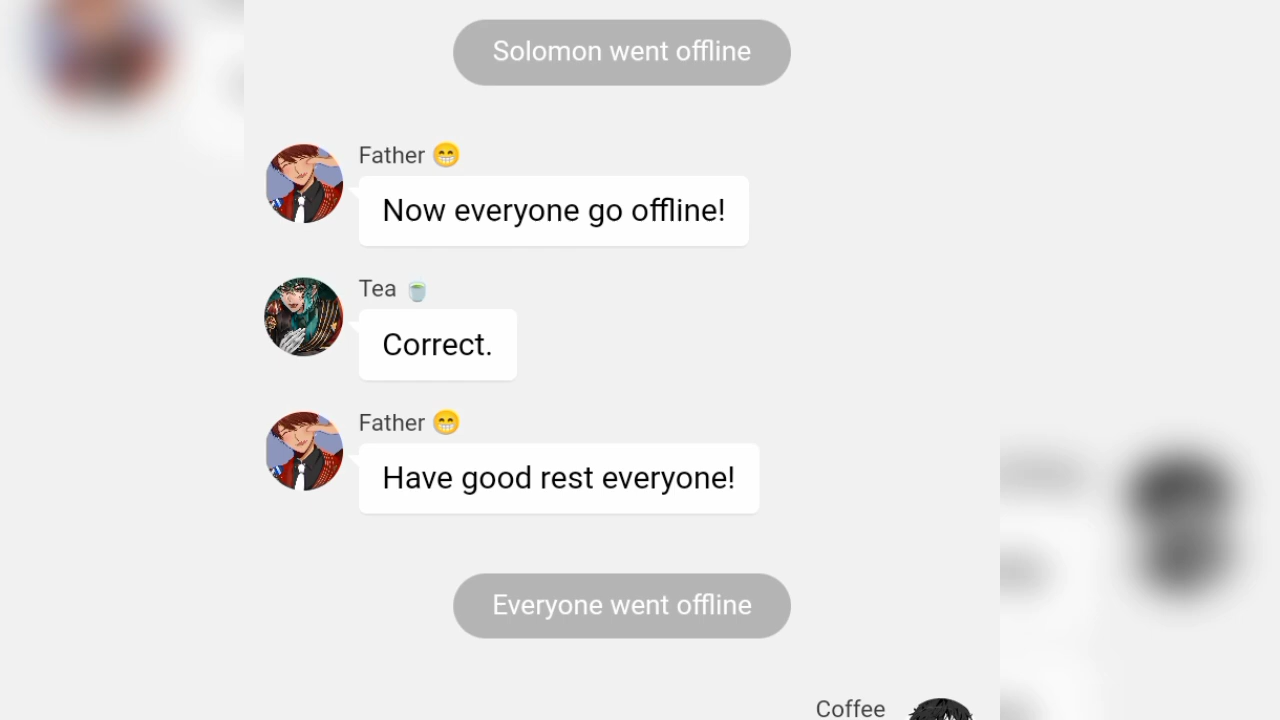 Solomon went offline
Father 😁
Now everyone go offline!
Tea 🍵
Correct.
Father 😁
Have good rest everyone!
Everyone went offline
Coffee